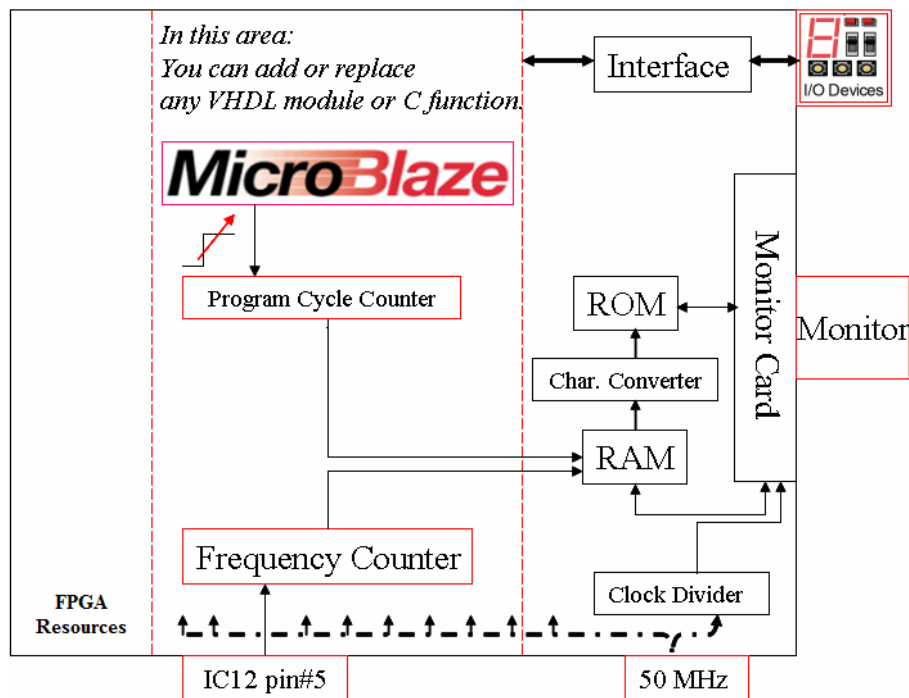 In this area:
You can add or replace
any VHDL module or C function.
Interface
I/O Devices
MicroBlaze
Program Cycle Counter
ROM
Monitor Card
Monitor
Char. Converter
RAM
Frequency Counter
Clock Divider
FPGA
Resources
IC12 pin#5
50 MHz